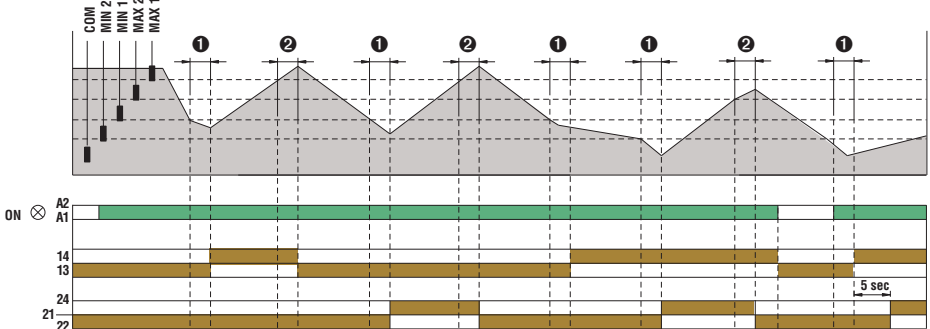 COM
MIN 2
MIN 1
MAX 2
MAX 1
❶ ❷ ❶ ❷ ❶ ❶ ❷ ❶
A2
ON A1
14
13
24
5 sec
21
22